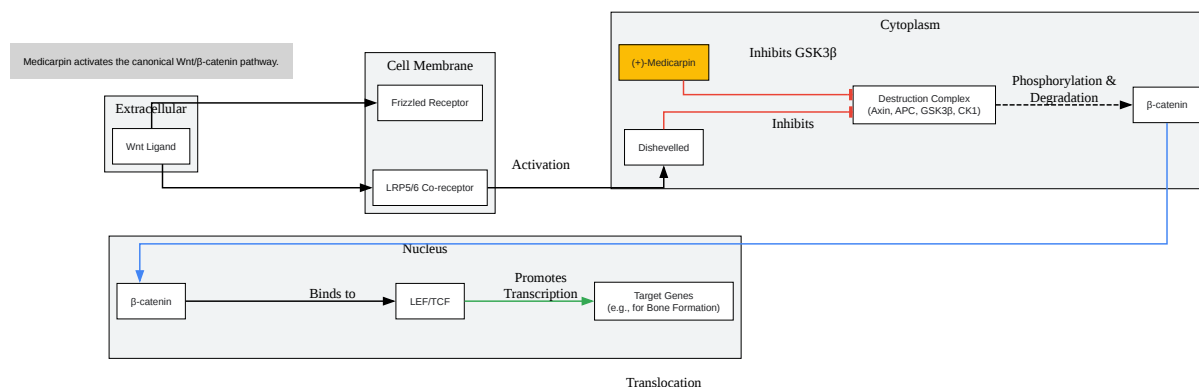 Medicarpin activates the canonical Wnt/β-catenin pathway.
Extracellular
Wnt Ligand
Cell Membrane
Frizzled Receptor
LRP5/6 Co-receptor
Activation
Cytoplasm
(+)-Medicarpin
Inhibits GSK3β
Dishevelled
Inhibits
Destruction Complex
(Axin, APC, GSK3β, CK1)
Phosphorylation &
Degradation
β-catenin
Nucleus
β-catenin
Binds to
LEF/TCF
Promotes
Transcription
Target Genes
(e.g., for Bone Formation)
Translocation